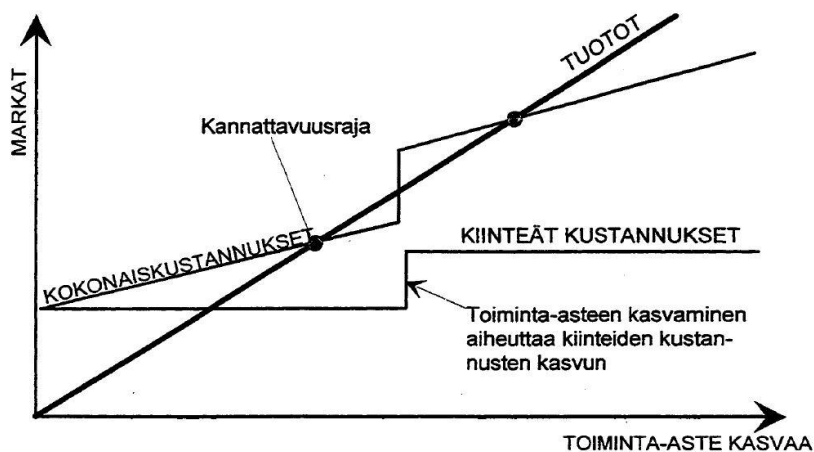 MARKAT
TUOTOT
Kannattavuusraja
KOKONAISKUSTANNUKSET
KIINTEÄT KUSTANNUKSET
Toiminta-asteen kasvaminen
aiheuttaa kiinteiden kustan-
nusten kasvun
TOIMINTA-ASTE KASVAA